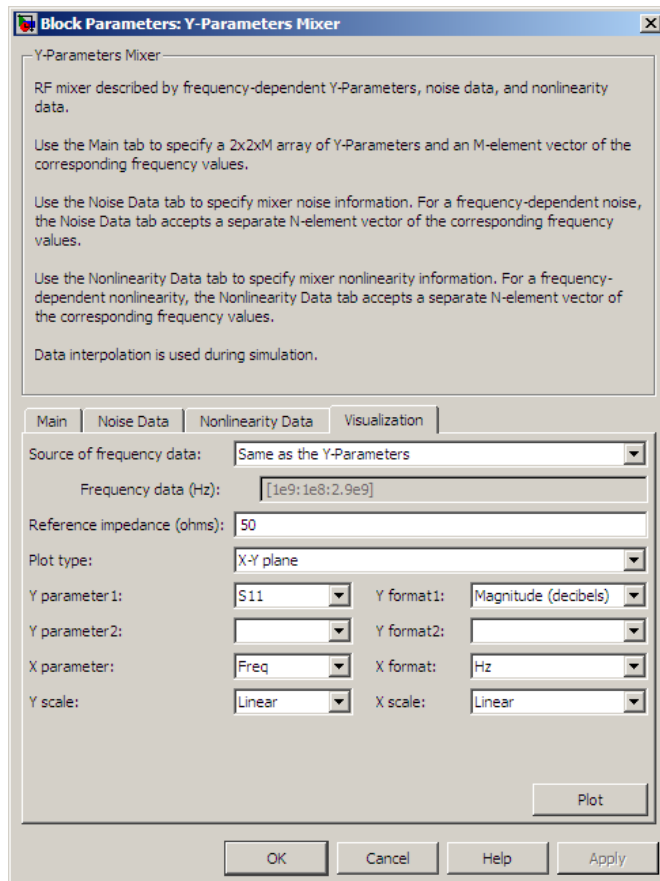 Block Parameters: Y-Parameters Mixer
Y-Parameters Mixer
RF mixer described by frequency-dependent Y-Parameters, noise data, and nonlinearity
data.
Use the Main tab to specify a 2x2xM array of Y-Parameters and an M-element vector of the
corresponding frequency values.
Use the Noise Data tab to specify mixer noise information. For a frequency-dependent noise,
the Noise Data tab accepts a separate N-element vector of the corresponding frequency
values.
Use the Nonlinearity Data tab to specify mixer nonlinearity information. For a frequency-
dependent nonlinearity, the Nonlinearity Data tab accepts a separate N-element vector of
the corresponding frequency values.
Data interpolation is used during simulation.
Main Noise Data Nonlinearity Data Visualization
Source of frequency data: Same as the Y-Parameters
Frequency data (Hz): [1e9:1e8:2.9e9]
Reference impedance (ohms): 50
Plot type: X-Y plane
Y parameter1: S11 Y format1: Magnitude (decibels)
Y parameter2: Y format2:
X parameter: Freq X format: Hz
Y scale: Linear X scale: Linear
Plot
OK Cancel Help Apply